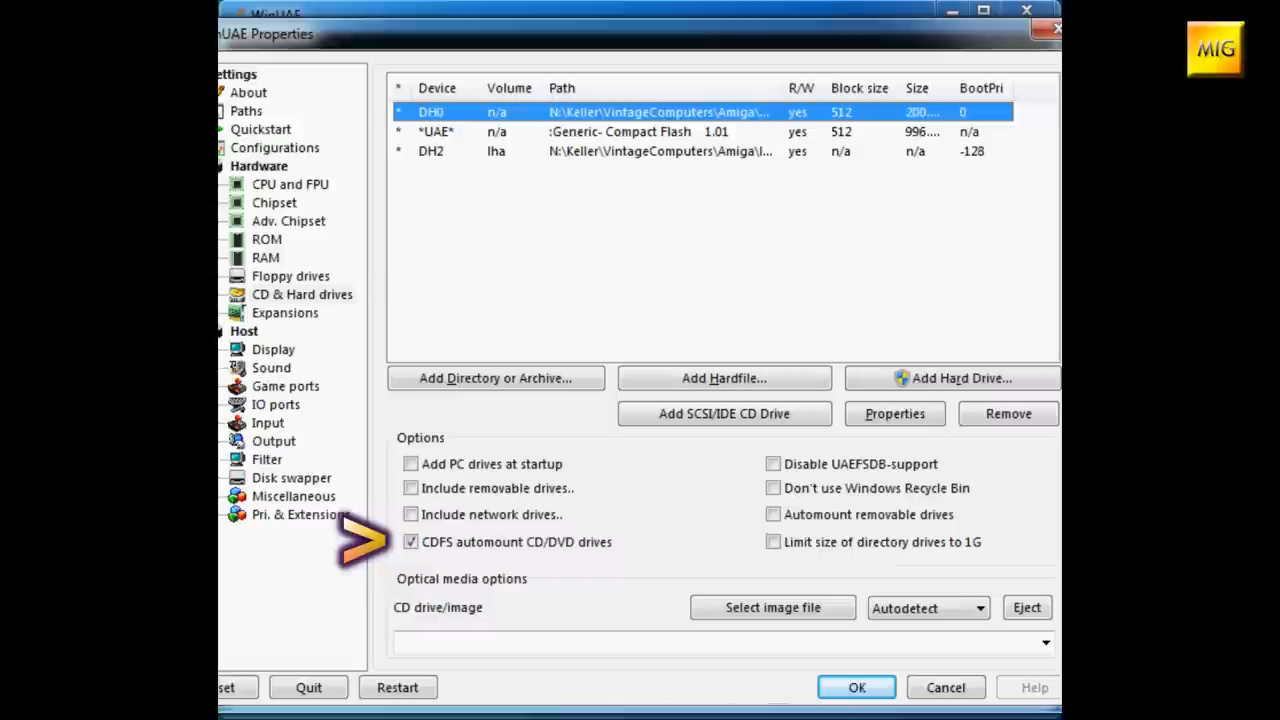 WinUAE
UAE Properties
MIG
ettings
About
Paths
Quickstart
Configurations
Hardware
CPU and FPU
Chipset
Adv. Chipset
ROM
RAM
Floppy drives
CD & Hard drives
Expansions
Host
Display
Sound
Game ports
IO ports
Input
Output
Filter
Disk swapper
Miscellaneous
Pri. & Extensions
* Device Volume Path R/W Block size Size BootPri
* DH0 n/a N:\Keller\VintageComputers\Amiga\... yes 512 200.... 0
* *UAE* n/a :Generic- Compact Flash 1.01 yes 512 996.... n/a
* DH2 lha N:\Keller\VintageComputers\Amiga\I... yes n/a n/a -128
Add Directory or Archive... Add Hardfile... Add Hard Drive...
Add SCSI/IDE CD Drive Properties Remove
Options
Add PC drives at startup Disable UAEFSDB-support
Include removable drives.. Don't use Windows Recycle Bin
Include network drives.. Automount removable drives
CDFS automount CD/DVD drives Limit size of directory drives to 1G
Optical media options
CD drive/image Select image file Autodetect Eject
set Quit Restart OK Cancel Help